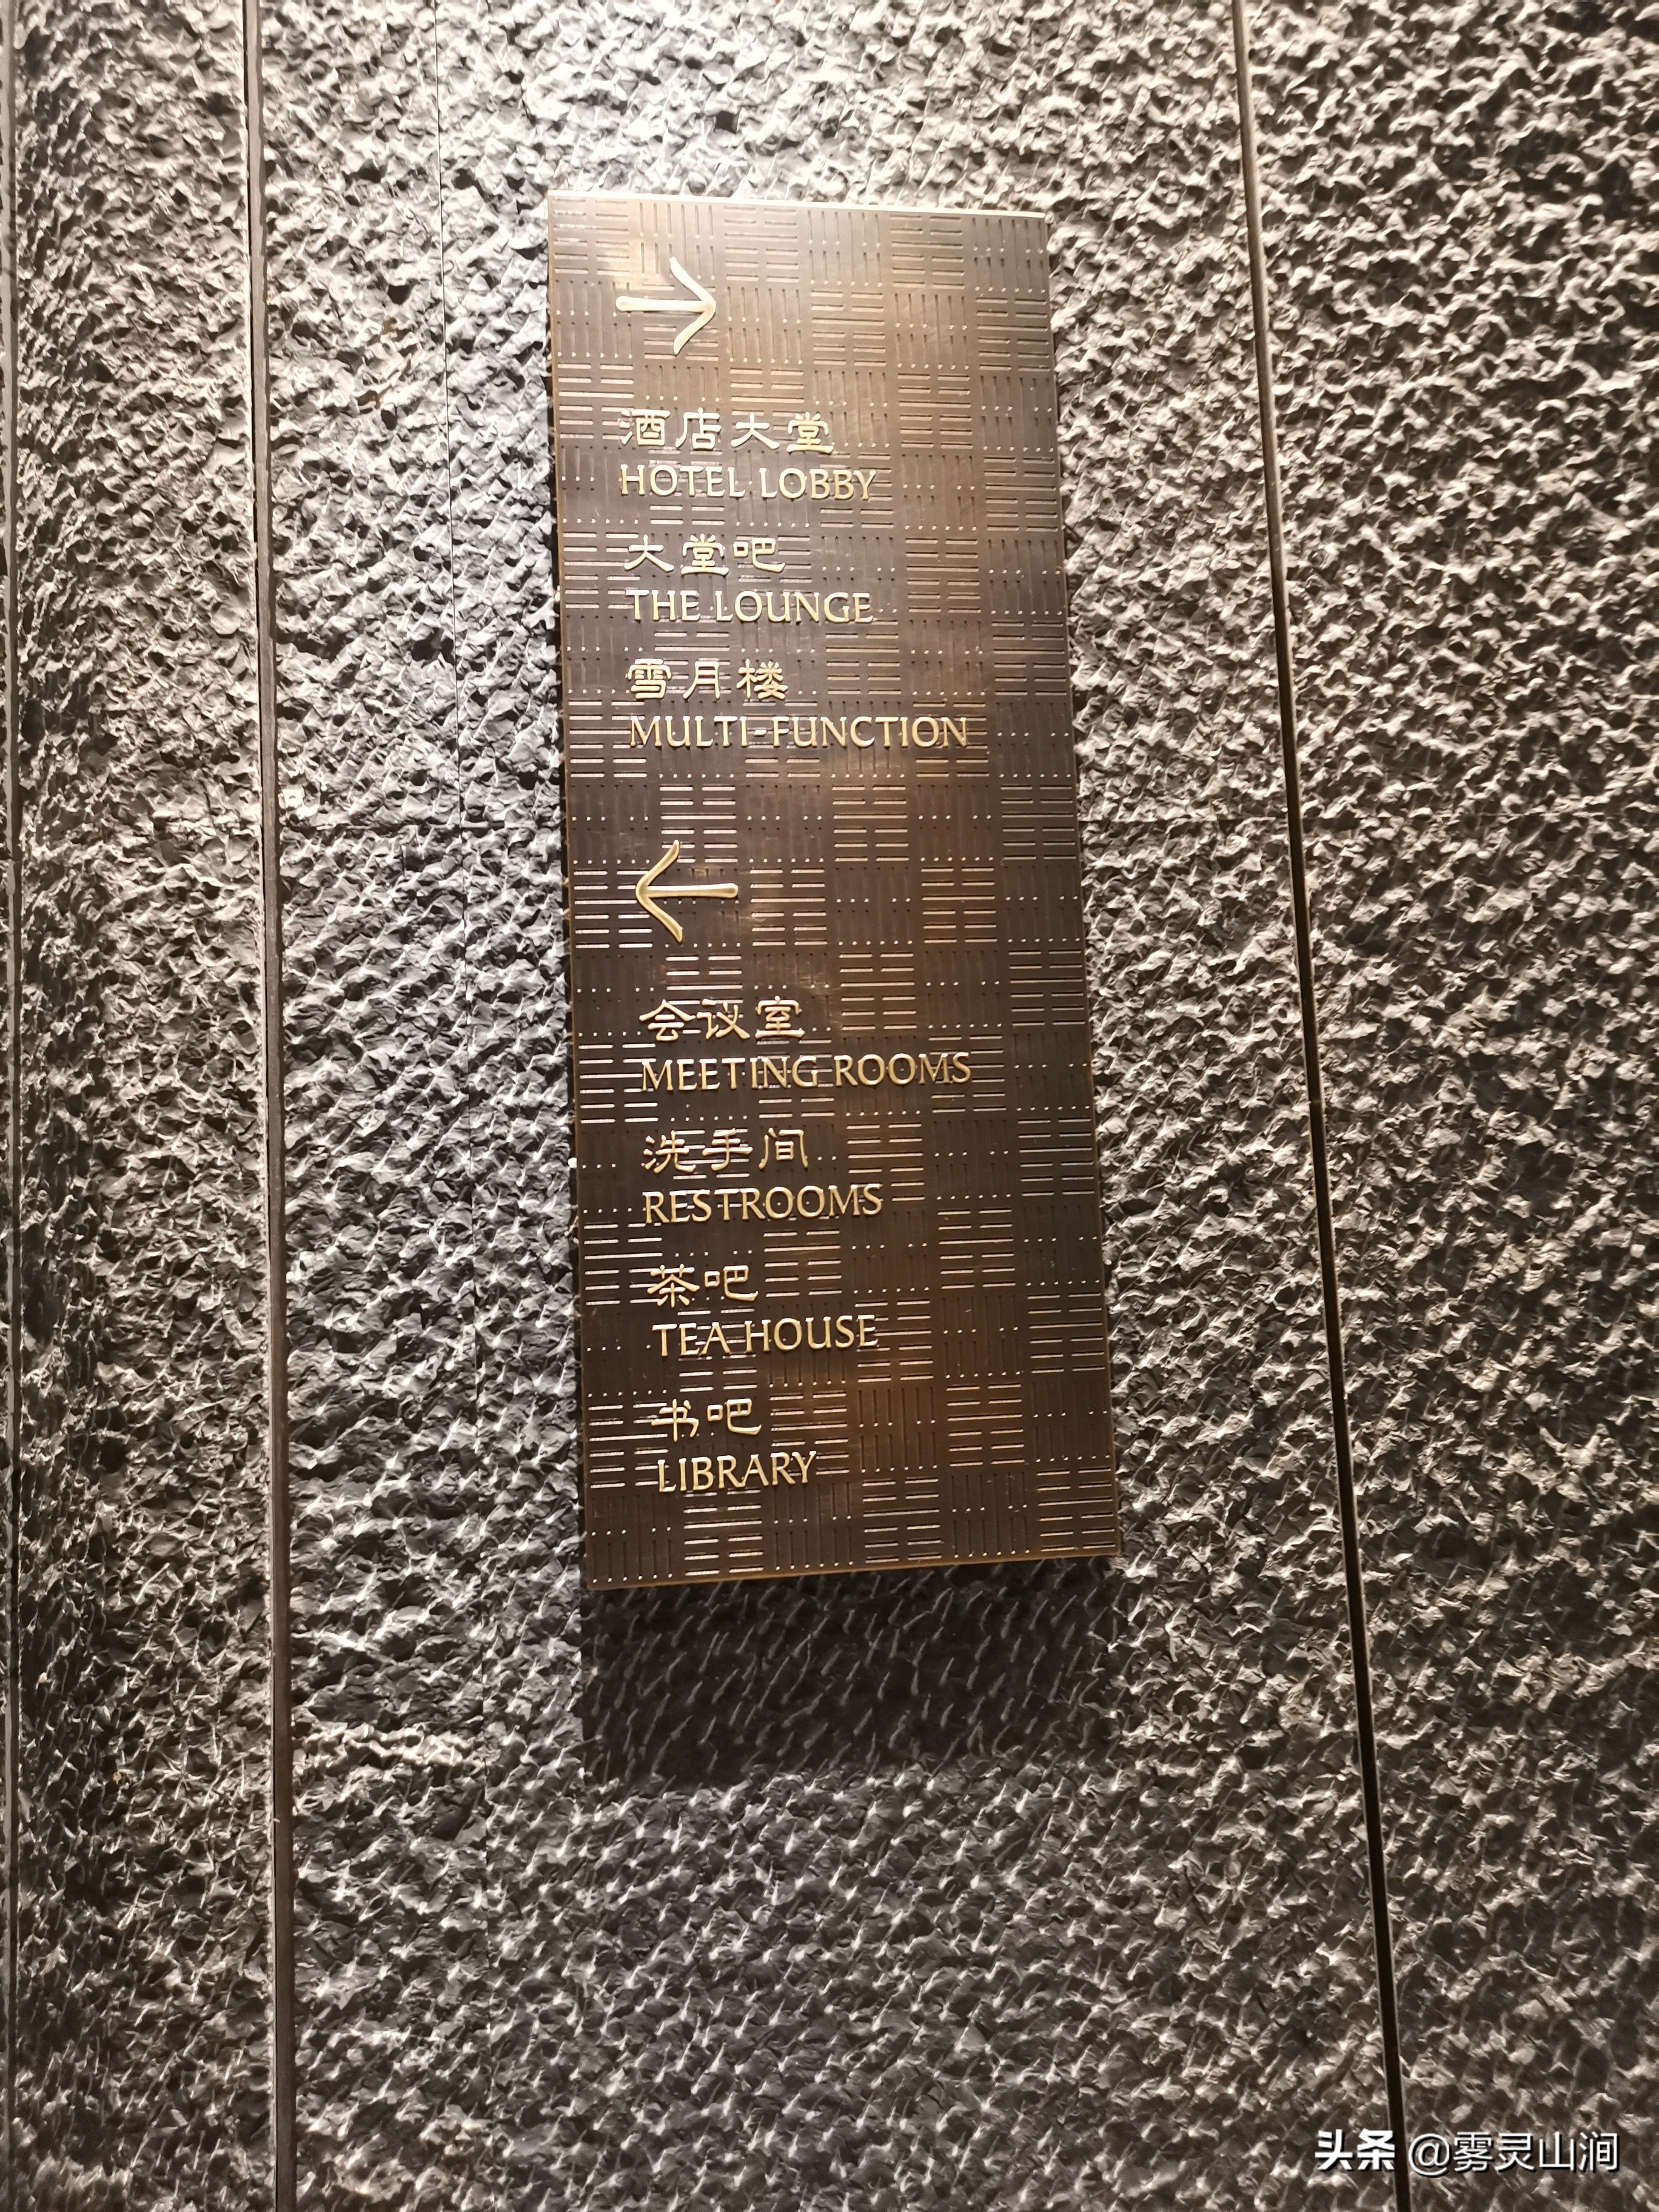 酒店大堂
HOTEL LOBBY
大堂吧
THE LOUNGE
雪月楼
MULTI-FUNCTION
会议室
MEETING ROOMS
洗手间
RESTROOMS
茶吧
TEA HOUSE
书吧
LIBRARY
头条 @雾灵山涧